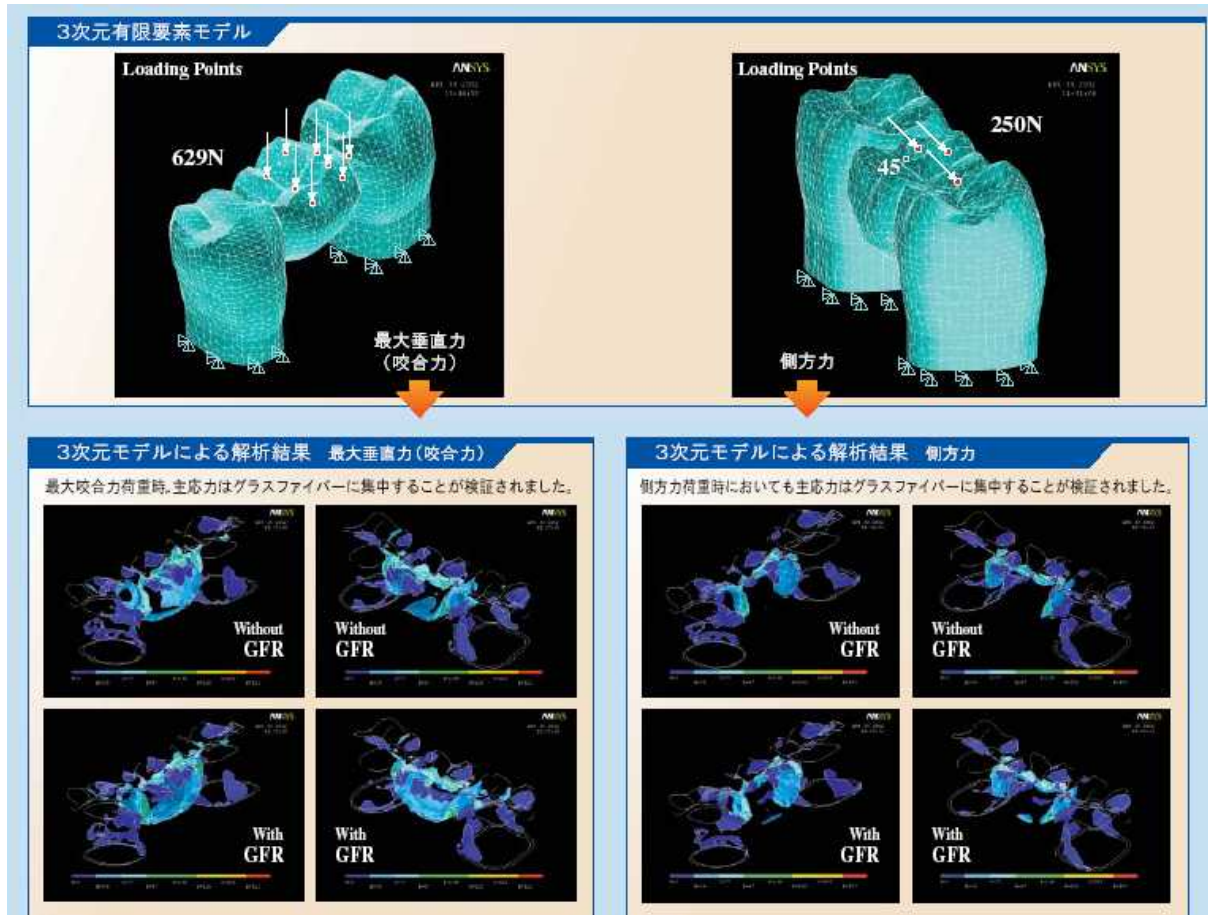 3次元有限要素モデル
Loading Points
ANSYS
629N
最大垂直力
(咬合力)
Loading Points
ANSYS
250N
45°
側方力
3次元モデルによる解析結果 最大垂直力(咬合力)
最大咬合力荷重時、主応力はグラスファイバーに集中することが検証されました。
ANSYS
Without
GFR
ANSYS
Without
GFR
ANSYS
With
GFR
ANSYS
With
GFR
3次元モデルによる解析結果 側方力
側方力荷重時においても主応力はグラスファイバーに集中することが検証されました。
ANSYS
Without
GFR
ANSYS
Without
GFR
ANSYS
With
GFR
ANSYS
With
GFR